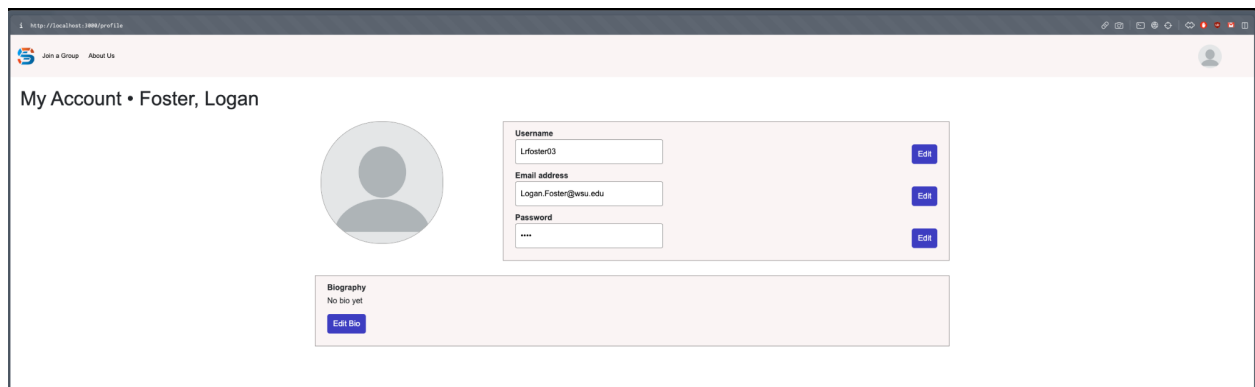 i http://localhost:3000/profile
Join a Group About Us
My Account • Foster, Logan
Username
Lrfoster03
Edit
Email address
Logan.Foster@wsu.edu
Edit
Password
••••
Edit
Biography
No bio yet
Edit Bio